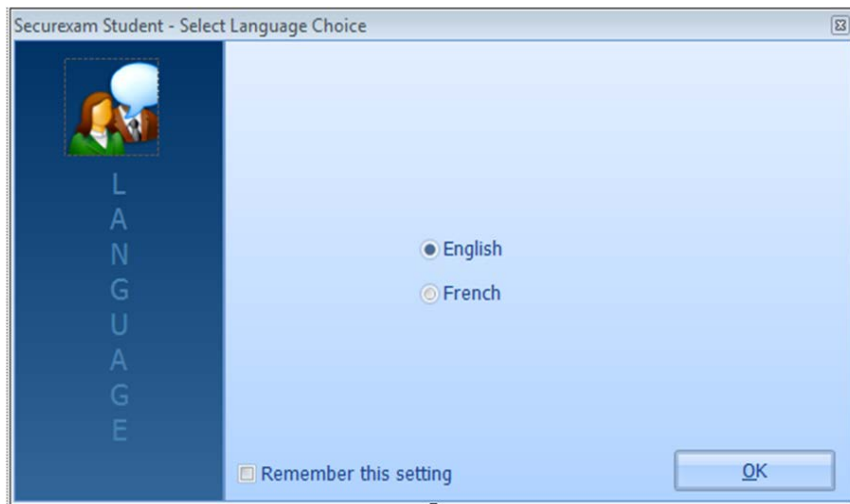 Securexam Student - Select Language Choice
L
A
N
G
U
A
G
E
English
French
Remember this setting
OK